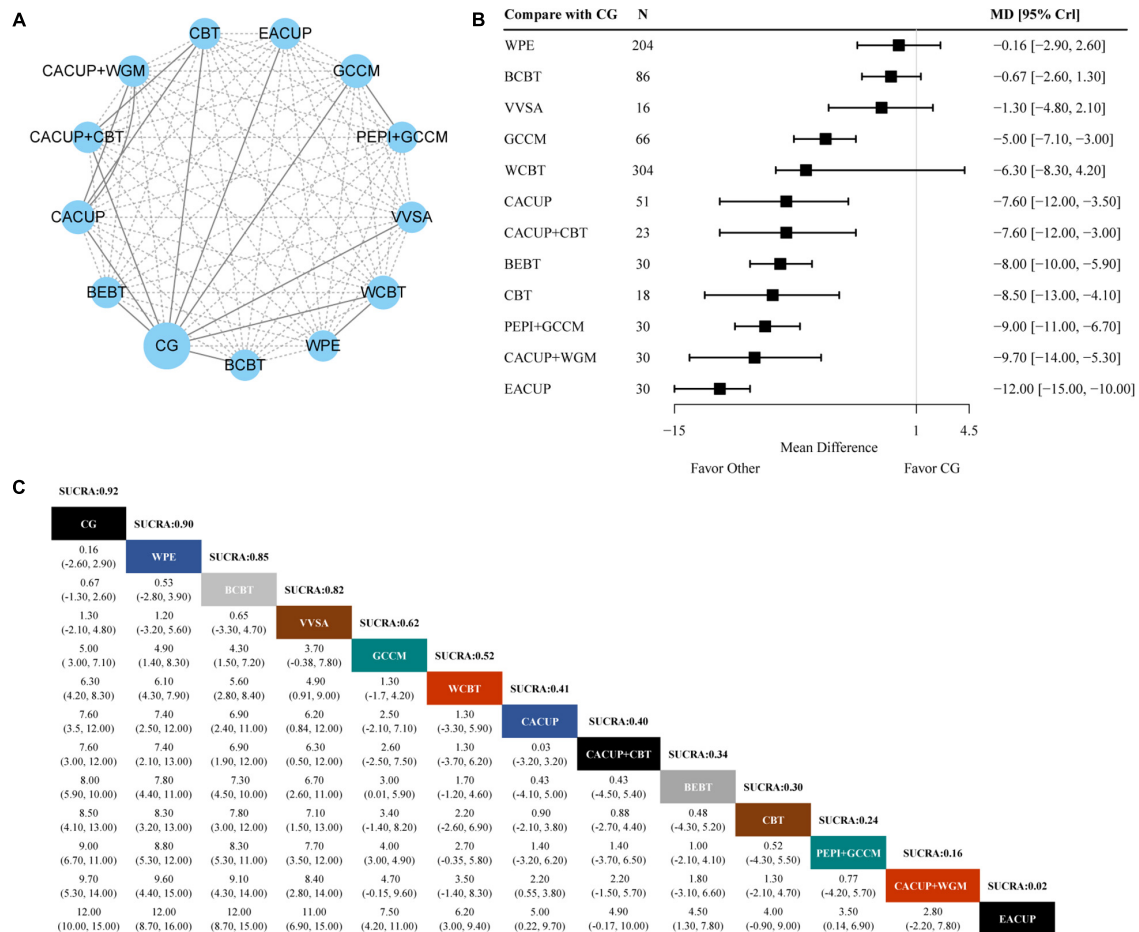 A
CBT
EACUP
CACUP+WGM
GCCM
CACUP+CBT
PEPI+GCCM
CACUP
VVSA
BEBT
WCBT
CG
WPE
BCBT
B
Compare with CG N MD [95% Crl]
WPE 204 −0.16 [−2.90, 2.60]
BCBT 86 −0.67 [−2.60, 1.30]
VVSA 16 −1.30 [−4.80, 2.10]
GCCM 66 −5.00 [−7.10, −3.00]
WCBT 304 −6.30 [−8.30, 4.20]
CACUP 51 −7.60 [−12.00, −3.50]
CACUP+CBT 23 −7.60 [−12.00, −3.00]
BEBT 30 −8.00 [−10.00, −5.90]
CBT 18 −8.50 [−13.00, −4.10]
PEPI+GCCM 30 −9.00 [−11.00, −6.70]
CACUP+WGM 30 −9.70 [−14.00, −5.30]
EACUP 30 −12.00 [−15.00, −10.00]
−15 1 4.5
Mean Difference
Favor Other Favor CG
C
SUCRA:0.92
CG SUCRA:0.90
0.16 WPE SUCRA:0.85
(-2.60, 2.90)
0.67 0.53 BCBT SUCRA:0.82
(-1.30, 2.60) (-2.80, 3.90)
1.30 1.20 0.65 VVSA SUCRA:0.62
(-2.10, 4.80) (-3.20, 5.60) (-3.30, 4.70)
5.00 4.90 4.30 3.70 GCCM SUCRA:0.52
( 3.00, 7.10) (1.40, 8.30) (1.50, 7.20) (-0.38, 7.80)
6.30 6.10 5.60 4.90 1.30 WCBT SUCRA:0.41
(4.20, 8.30) (4.30, 7.90) (2.80, 8.40) (0.91, 9.00) (-1.7, 4.20)
7.60 7.40 6.90 6.20 2.50 1.30 CACUP SUCRA:0.40
(3.5, 12.00) (2.50, 12.00) (2.40, 11.00) (0.84, 12.00) (-2.10, 7.10) (-3.30, 5.90)
7.60 7.40 6.90 6.30 2.60 1.30 0.03 CACUP+CBT SUCRA:0.34
(3.00, 12.00) (2.10, 13.00) (1.90, 12.00) (0.50, 12.00) (-2.50, 7.50) (-3.70, 6.20) (-3.20, 3.20)
8.00 7.80 7.30 6.70 3.00 1.70 0.43 0.43 BEBT SUCRA:0.30
(5.90, 10.00) (4.40, 11.00) (4.50, 10.00) (2.60, 11.00) (0.01, 5.90) (-1.20, 4.60) (-4.10, 5.00) (-4.50, 5.40)
8.50 8.30 7.80 7.10 3.40 2.20 0.90 0.88 0.48 CBT SUCRA:0.24
(4.10, 13.00) (3.20, 13.00) (3.00, 12.00) (1.50, 13.00) (-1.40, 8.20) (-2.60, 6.90) (-2.10, 3.80) (-2.70, 4.40) (-4.30, 5.20)
9.00 8.80 8.30 7.70 4.00 2.70 1.40 1.40 1.00 0.52 PEPI+GCCM SUCRA:0.16
(6.70, 11.00) (5.30, 12.00) (5.30, 11.00) (3.50, 12.00) (3.00, 4.90) (-0.35, 5.80) (-3.20, 6.20) (-3.70, 6.50) (-2.10, 4.10) (-4.30, 5.50)
9.70 9.60 9.10 8.40 4.70 3.50 2.20 2.20 1.80 1.30 0.77 CACUP+WGM SUCRA:0.02
(5.30, 14.00) (4.40, 15.00) (4.30, 14.00) (2.80, 14.00) (-0.15, 9.60) (-1.40, 8.30) (0.55, 3.80) (-1.50, 5.70) (-3.10, 6.60) (-2.10, 4.70) (-4.20, 5.70)
12.00 12.00 12.00 11.00 7.50 6.20 5.00 4.90 4.50 4.00 3.50 2.80 EACUP
(10.00, 15.00) (8.70, 16.00) (8.70, 15.00) (6.90, 15.00) (4.20, 11.00) (3.00, 9.40) (0.22, 9.70) (-0.17, 10.00) (1.30, 7.80) (-0.90, 9.00) (0.14, 6.90) (-2.20, 7.80)